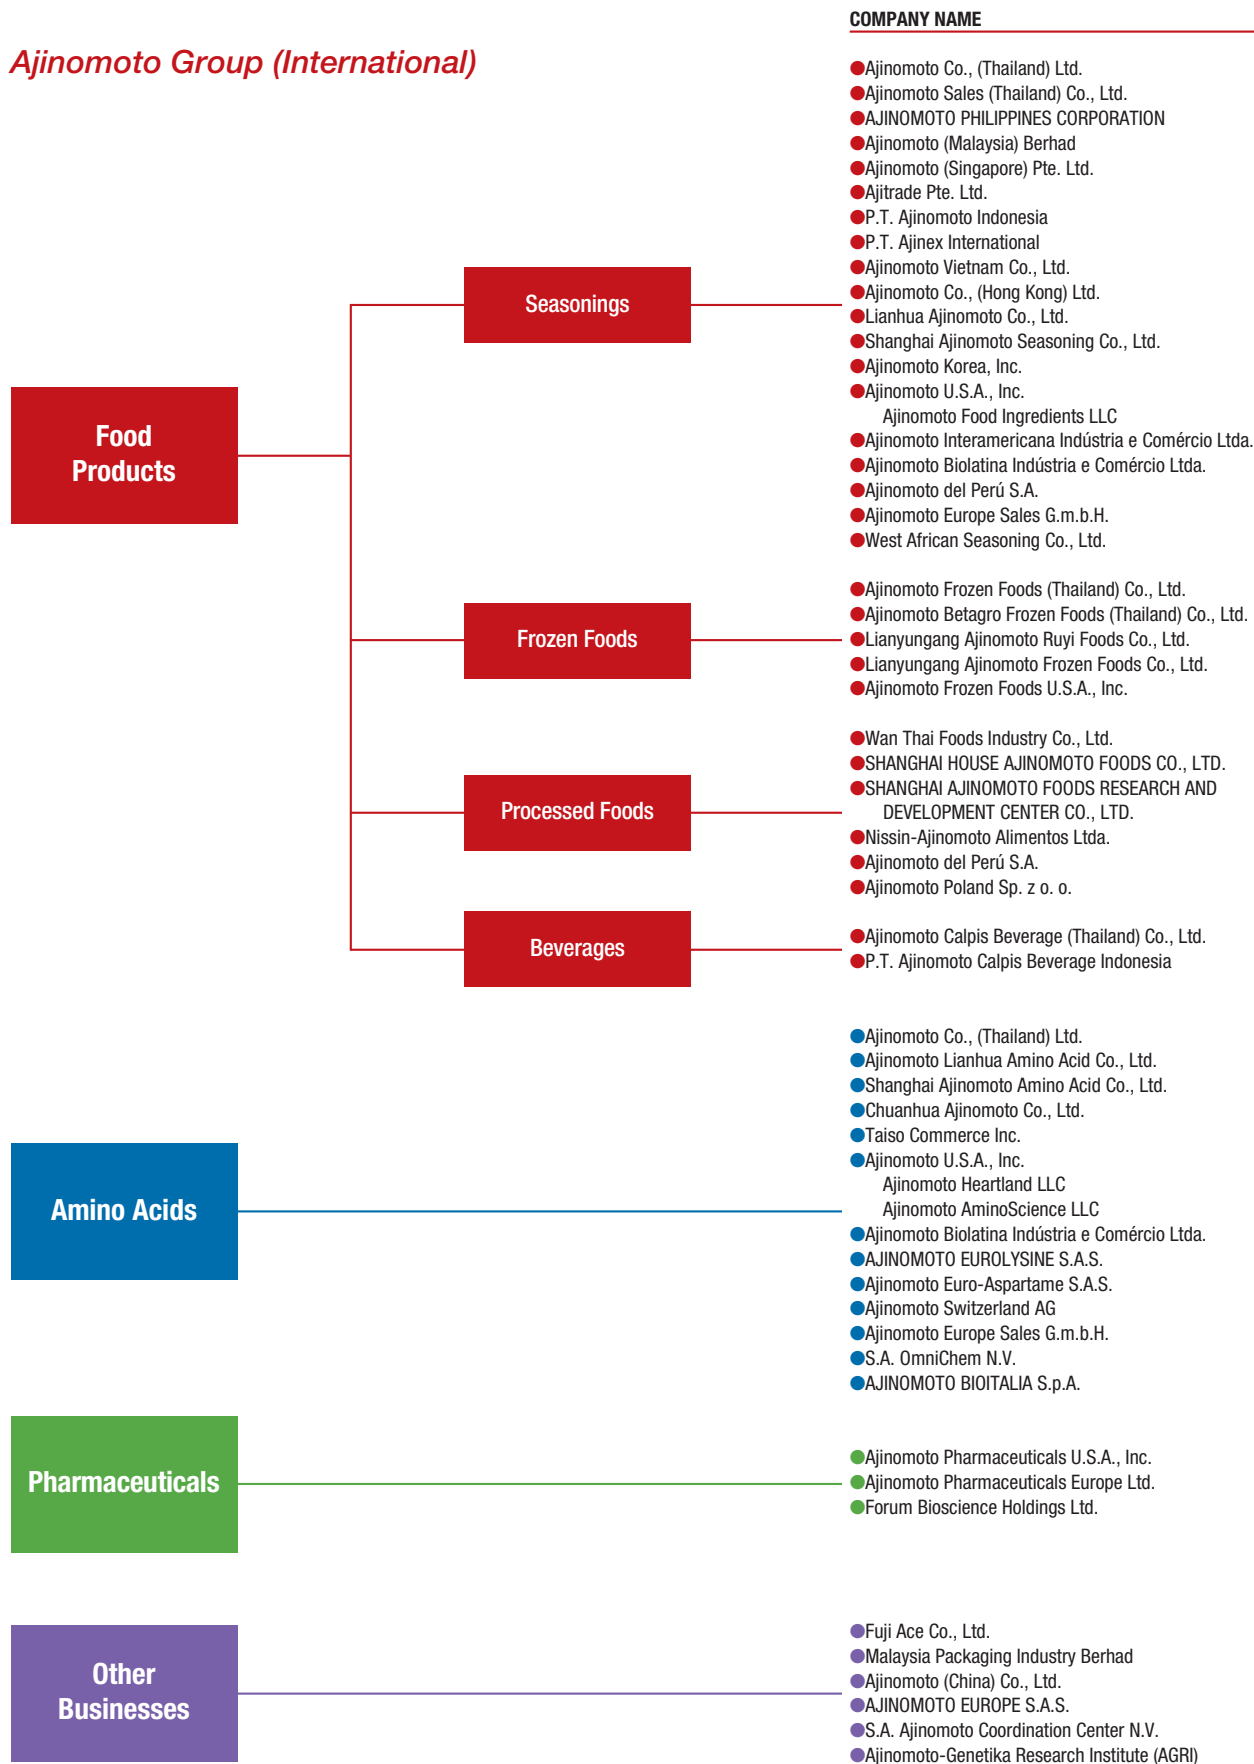 COMPANY NAME
Ajinomoto Group (International)
●Ajinomoto Co., (Thailand) Ltd.
●Ajinomoto Sales (Thailand) Co., Ltd.
●AJINOMOTO PHILIPPINES CORPORATION
●Ajinomoto (Malaysia) Berhad
●Ajinomoto (Singapore) Pte. Ltd.
●Ajitrade Pte. Ltd.
●P.T. Ajinomoto Indonesia
●P.T. Ajinex International
●Ajinomoto Vietnam Co., Ltd.
●Ajinomoto Co., (Hong Kong) Ltd.
●Lianhua Ajinomoto Co., Ltd.
●Shanghai Ajinomoto Seasoning Co., Ltd.
●Ajinomoto Korea, Inc.
●Ajinomoto U.S.A., Inc.
Ajinomoto Food Ingredients LLC
●Ajinomoto Interamericana Indústria e Comércio Ltda.
●Ajinomoto Biolatina Indústria e Comércio Ltda.
●Ajinomoto del Perú S.A.
●Ajinomoto Europe Sales G.m.b.H.
●West African Seasoning Co., Ltd.
Seasonings
Food
Products
Frozen Foods
●Ajinomoto Frozen Foods (Thailand) Co., Ltd.
●Ajinomoto Betagro Frozen Foods (Thailand) Co., Ltd.
●Lianyungang Ajinomoto Ruyi Foods Co., Ltd.
●Lianyungang Ajinomoto Frozen Foods Co., Ltd.
●Ajinomoto Frozen Foods U.S.A., Inc.
Processed Foods
●Wan Thai Foods Industry Co., Ltd.
●SHANGHAI HOUSE AJINOMOTO FOODS CO., LTD.
●SHANGHAI AJINOMOTO FOODS RESEARCH AND
DEVELOPMENT CENTER CO., LTD.
●Nissin-Ajinomoto Alimentos Ltda.
●Ajinomoto del Perú S.A.
●Ajinomoto Poland Sp. z o. o.
Beverages
●Ajinomoto Calpis Beverage (Thailand) Co., Ltd.
●P.T. Ajinomoto Calpis Beverage Indonesia
Amino Acids
●Ajinomoto Co., (Thailand) Ltd.
●Ajinomoto Lianhua Amino Acid Co., Ltd.
●Shanghai Ajinomoto Amino Acid Co., Ltd.
●Chuanhua Ajinomoto Co., Ltd.
●Taiso Commerce Inc.
●Ajinomoto U.S.A., Inc.
Ajinomoto Heartland LLC
Ajinomoto AminoScience LLC
●Ajinomoto Biolatina Indústria e Comércio Ltda.
●AJINOMOTO EUROLYSINE S.A.S.
●Ajinomoto Euro-Aspartame S.A.S.
●Ajinomoto Switzerland AG
●Ajinomoto Europe Sales G.m.b.H.
●S.A. OmniChem N.V.
●AJINOMOTO BIOITALIA S.p.A.
Pharmaceuticals
●Ajinomoto Pharmaceuticals U.S.A., Inc.
●Ajinomoto Pharmaceuticals Europe Ltd.
●Forum Bioscience Holdings Ltd.
Other
Businesses
●Fuji Ace Co., Ltd.
●Malaysia Packaging Industry Berhad
●Ajinomoto (China) Co., Ltd.
●AJINOMOTO EUROPE S.A.S.
●S.A. Ajinomoto Coordination Center N.V.
●Ajinomoto-Genetika Research Institute (AGRI)